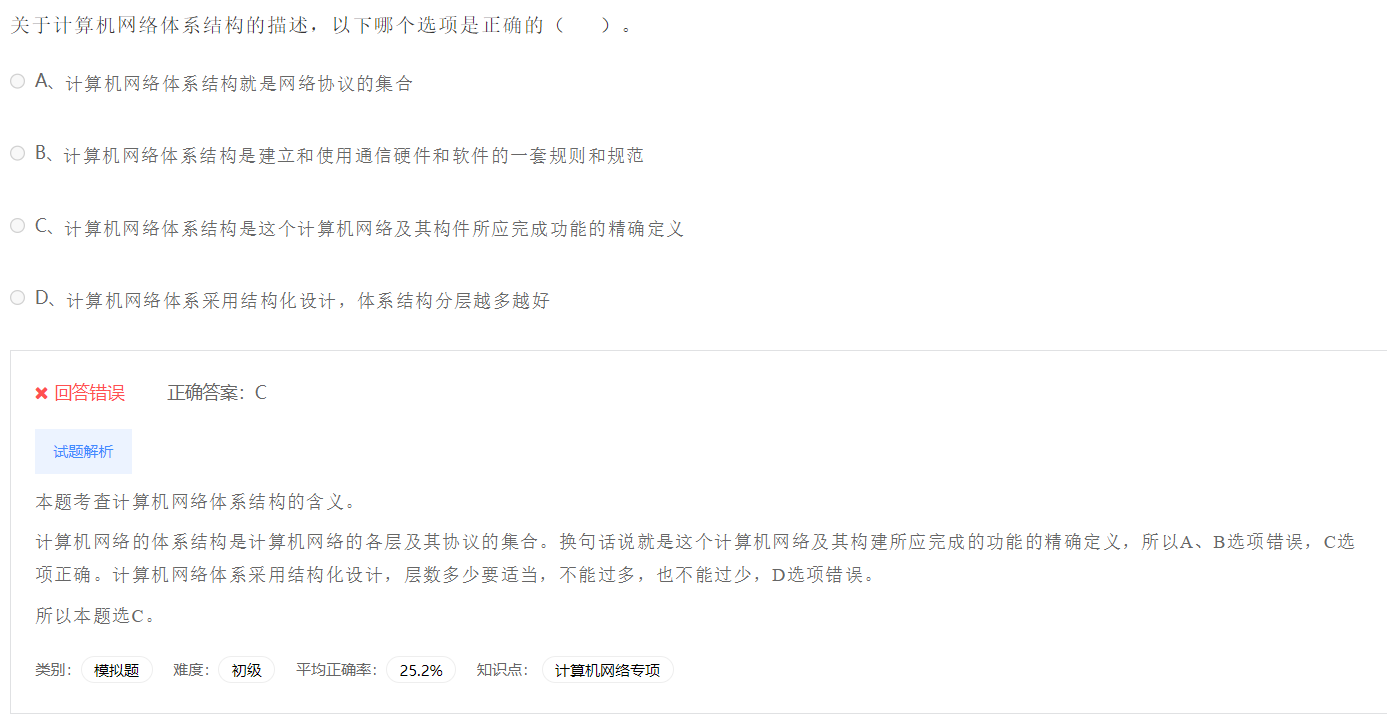 关于计算机网络体系结构的描述，以下哪个选项是正确的（　　）。
A、计算机网络体系结构就是网络协议的集合
B、计算机网络体系结构是建立和使用通信硬件和软件的一套规则和规范
C、计算机网络体系结构是这个计算机网络及其构件所应完成功能的精确定义
D、计算机网络体系采用结构化设计，体系结构分层越多越好
回答错误 正确答案：C
试题解析
本题考查计算机网络体系结构的含义。
计算机网络的体系结构是计算机网络的各层及其协议的集合。换句话说就是这个计算机网络及其构建所应完成的功能的精确定义，所以A、B选项错误，C选
项正确。计算机网络体系采用结构化设计，层数多少要适当，不能过多，也不能过少，D选项错误。
所以本题选C。
类别： 模拟题 难度： 初级 平均正确率： 25.2% 知识点： 计算机网络专项